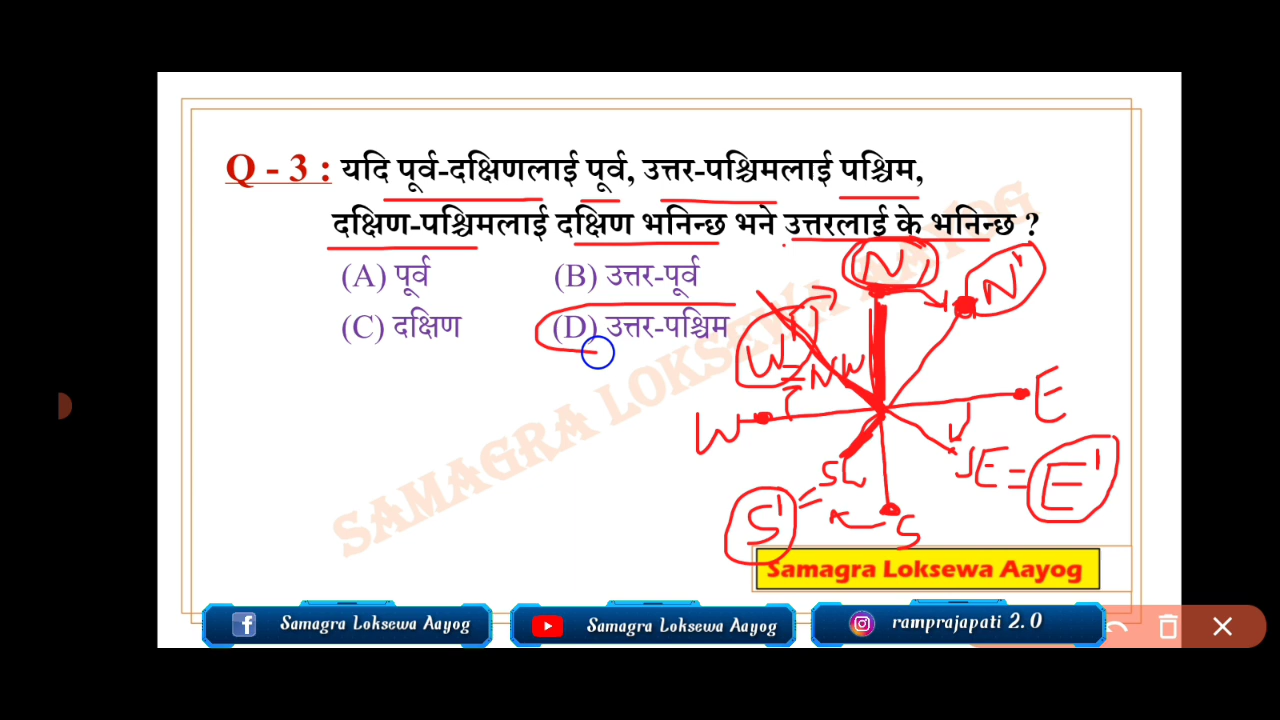 Q - 3 : यदि पूर्व-दक्षिणलाई पूर्व, उत्तर-पश्चिमलाई पश्चिम,
दक्षिण-पश्चिमलाई दक्षिण भनिन्छ भने उत्तरलाई के भनिन्छ ?
(A) पूर्व (B) उत्तर-पूर्व
(C) दक्षिण (D) उत्तर-पश्चिम
N N'
W' = NW
W E
SE = E'
S' =
S
SAMAGRA LOKSEWA AAYOG
Samagra Loksewa Aayog
Samagra Loksewa Aayog Samagra Loksewa Aayog ramprajapati 2.0